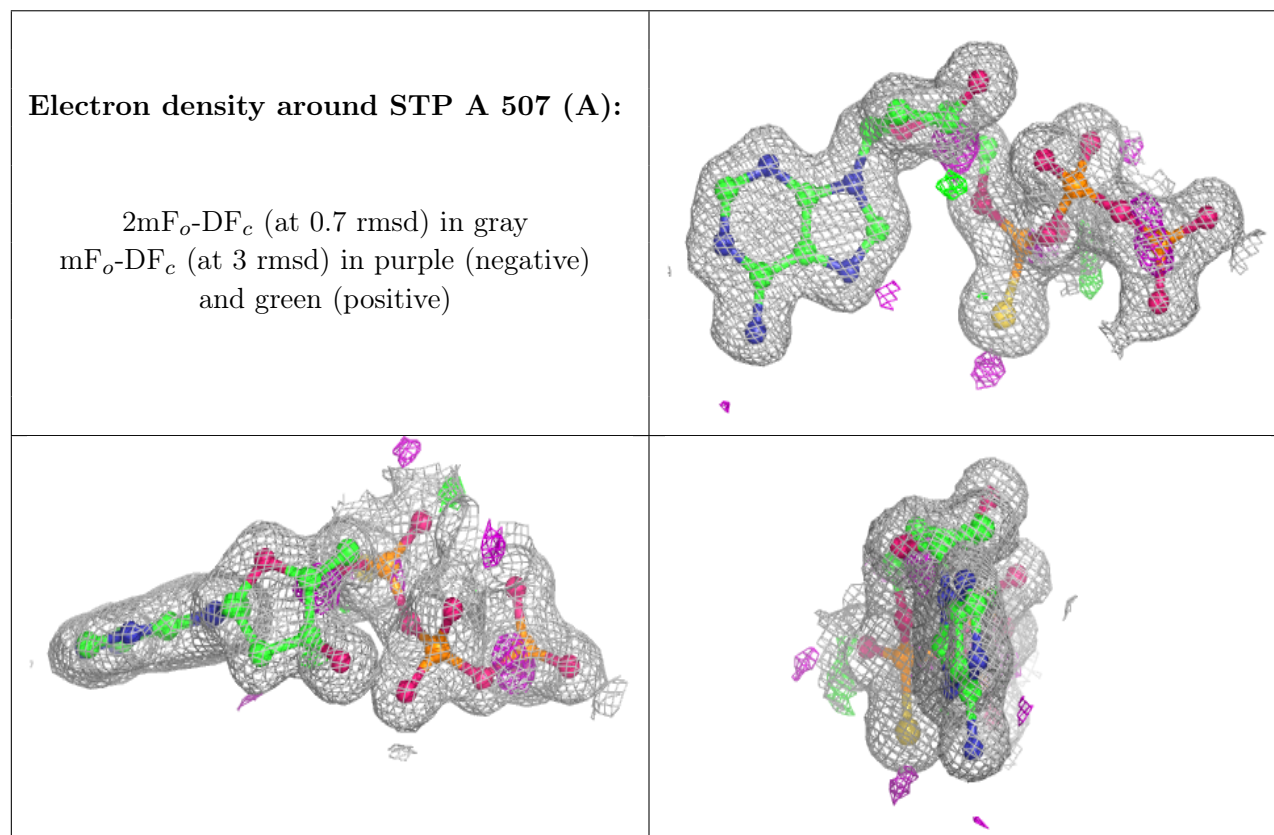 Electron density around STP A 507 (A):
2mFo-DFc (at 0.7 rmsd) in gray
mFo-DFc (at 3 rmsd) in purple (negative)
and green (positive)